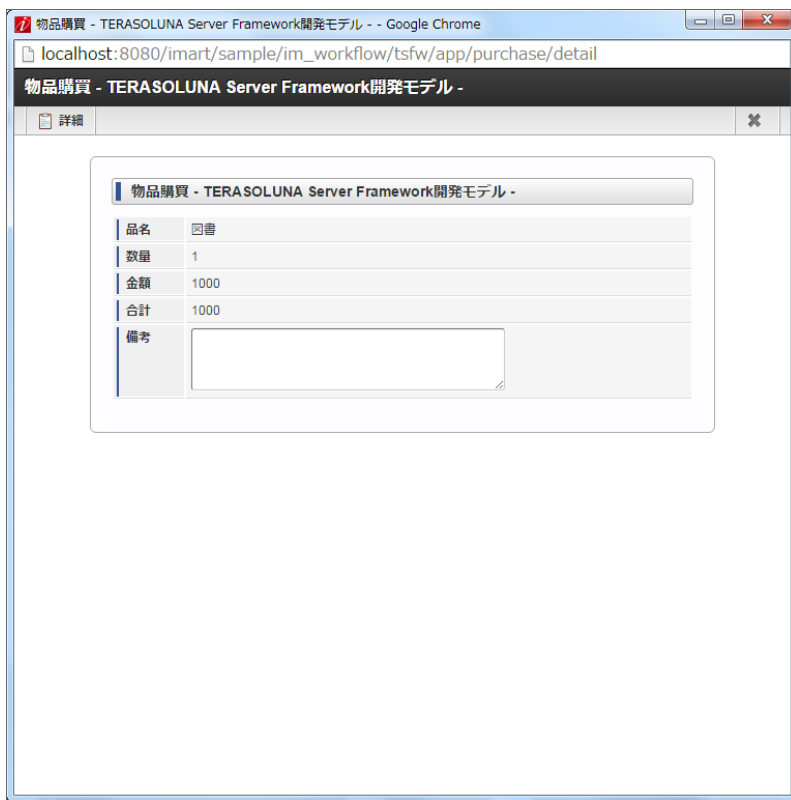 物品購買 - TERASOLUNA Server Framework開発モデル - - Google Chrome
localhost:8080/imart/sample/im_workflow/tsfw/app/purchase/detail
物品購買 - TERASOLUNA Server Framework開発モデル -
詳細
物品購買 - TERASOLUNA Server Framework開発モデル -
品名 図書
数量 1
金額 1000
合計 1000
備考